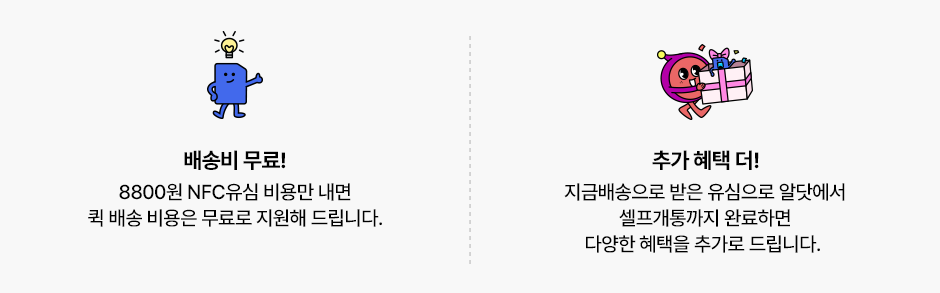 배송비 무료!
8800원 NFC유심 비용만 내면
퀵 배송 비용은 무료로 지원해 드립니다.
추가 혜택 더!
지금배송으로 받은 유심으로 알닷에서
셀프개통까지 완료하면
다양한 혜택을 추가로 드립니다.